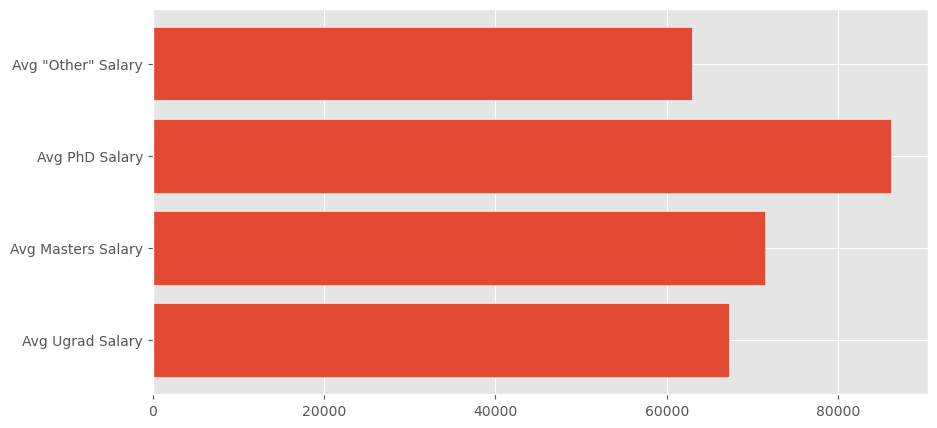 Avg "Other" Salary
Avg PhD Salary
Avg Masters Salary
Avg Ugrad Salary
0 20000 40000 60000 80000